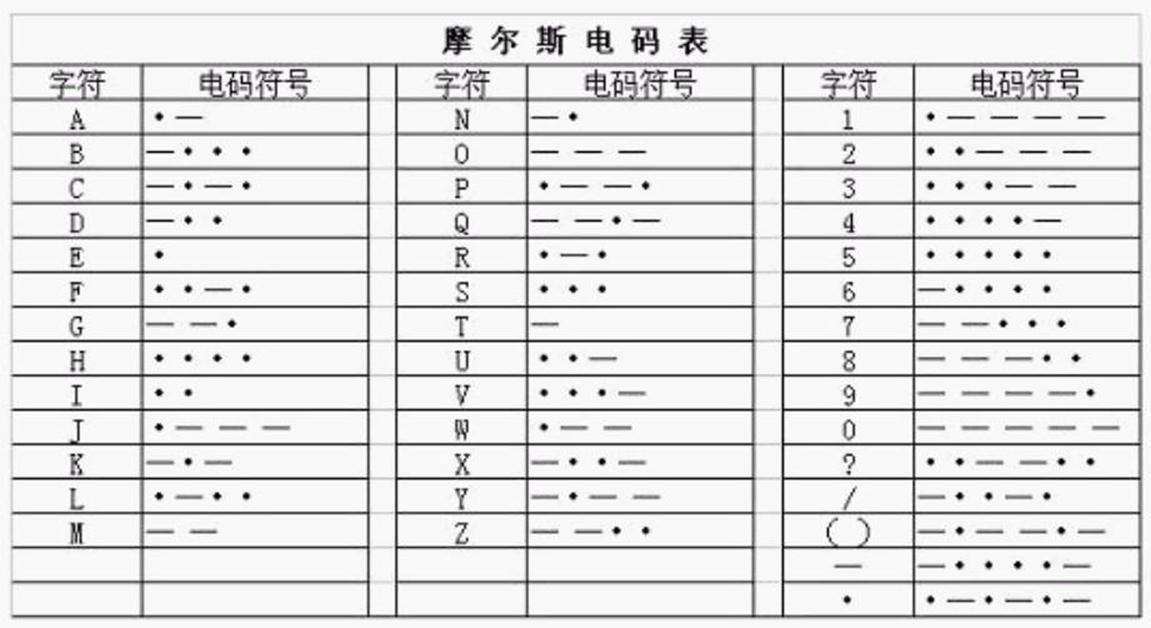 摩尔斯电码表
字符 电码符号 字符 电码符号 字符 电码符号
A •— N —• 1 •————
B —••• O ——— 2 ••———
C —•—• P •——• 3 •••——
D —•• Q ——•— 4 ••••—
E • R •—• 5 •••••
F ••—• S ••• 6 —••••
G ——• T — 7 ——•••
H •••• U ••— 8 ———••
I •• V •••— 9 ————•
J •——— W •—— 0 —————
K —•— X —••— ? ••——••
L •—•• Y —•—— / —••—•
M —— Z ——•• ( ) —•——•—
— —••••—
• •—•—•—